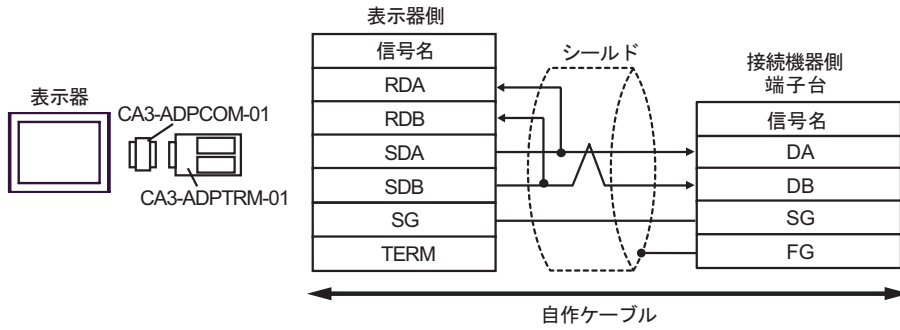 表示器
CA3-ADPCOM-01
CA3-ADPTRM-01
表示器側
信号名
RDA
RDB
SDA
SDB
SG
TERM
シールド
接続機器側
端子台
信号名
DA
DB
SG
FG
自作ケーブル